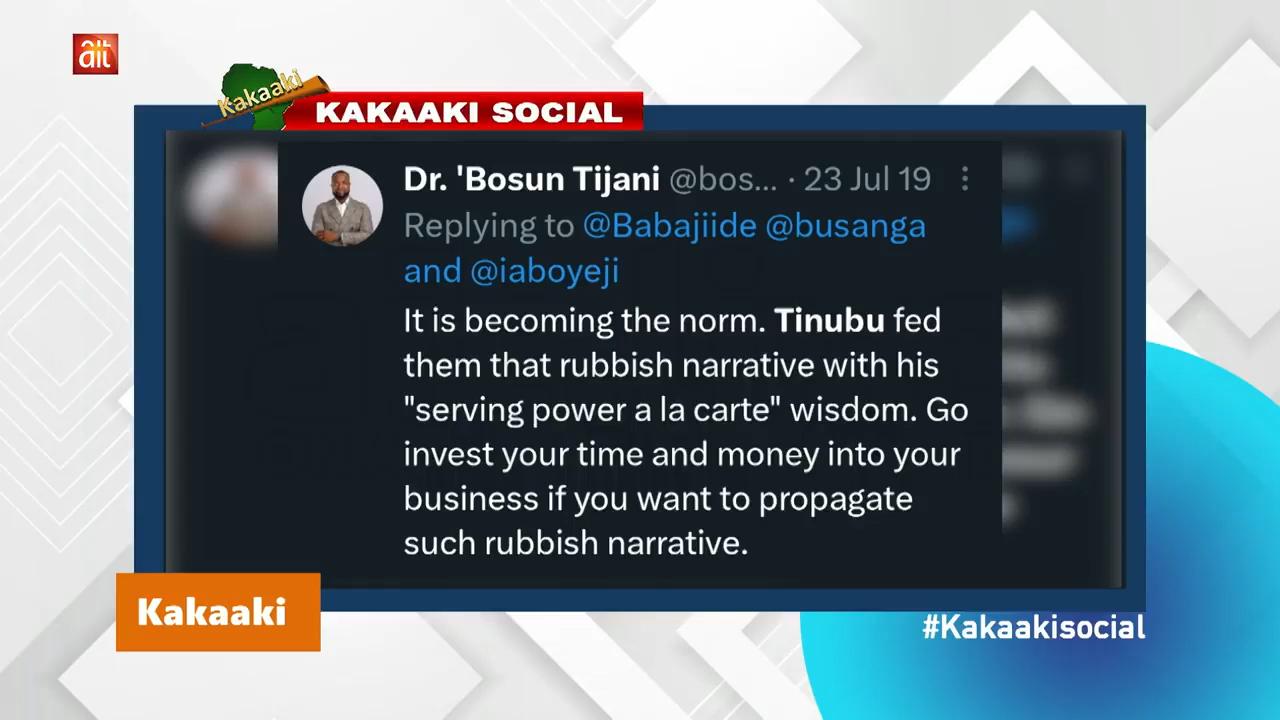 ait
Kakaaki
KAKAAKI SOCIAL
Dr. 'Bosun Tijani @bos... · 23 Jul 19
Replying to @Babajiide @busanga
and @iaboyeji
It is becoming the norm. Tinubu fed
them that rubbish narrative with his
"serving power a la carte" wisdom. Go
invest your time and money into your
business if you want to propagate
such rubbish narrative.
Kakaaki
#Kakaakisocial